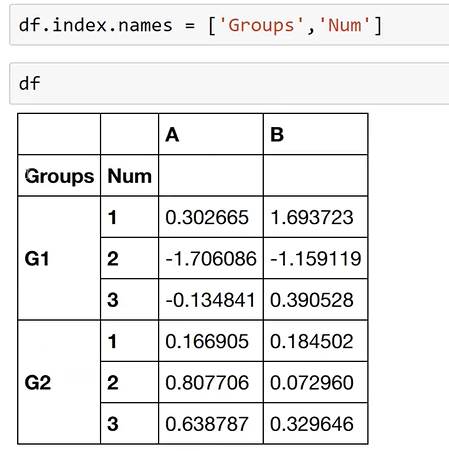 df.index.names = ['Groups','Num']
df
A B
Groups Num
G1 1 0.302665 1.693723
2 -1.706086 -1.159119
3 -0.134841 0.390528
G2 1 0.166905 0.184502
2 0.807706 0.072960
3 0.638787 0.329646